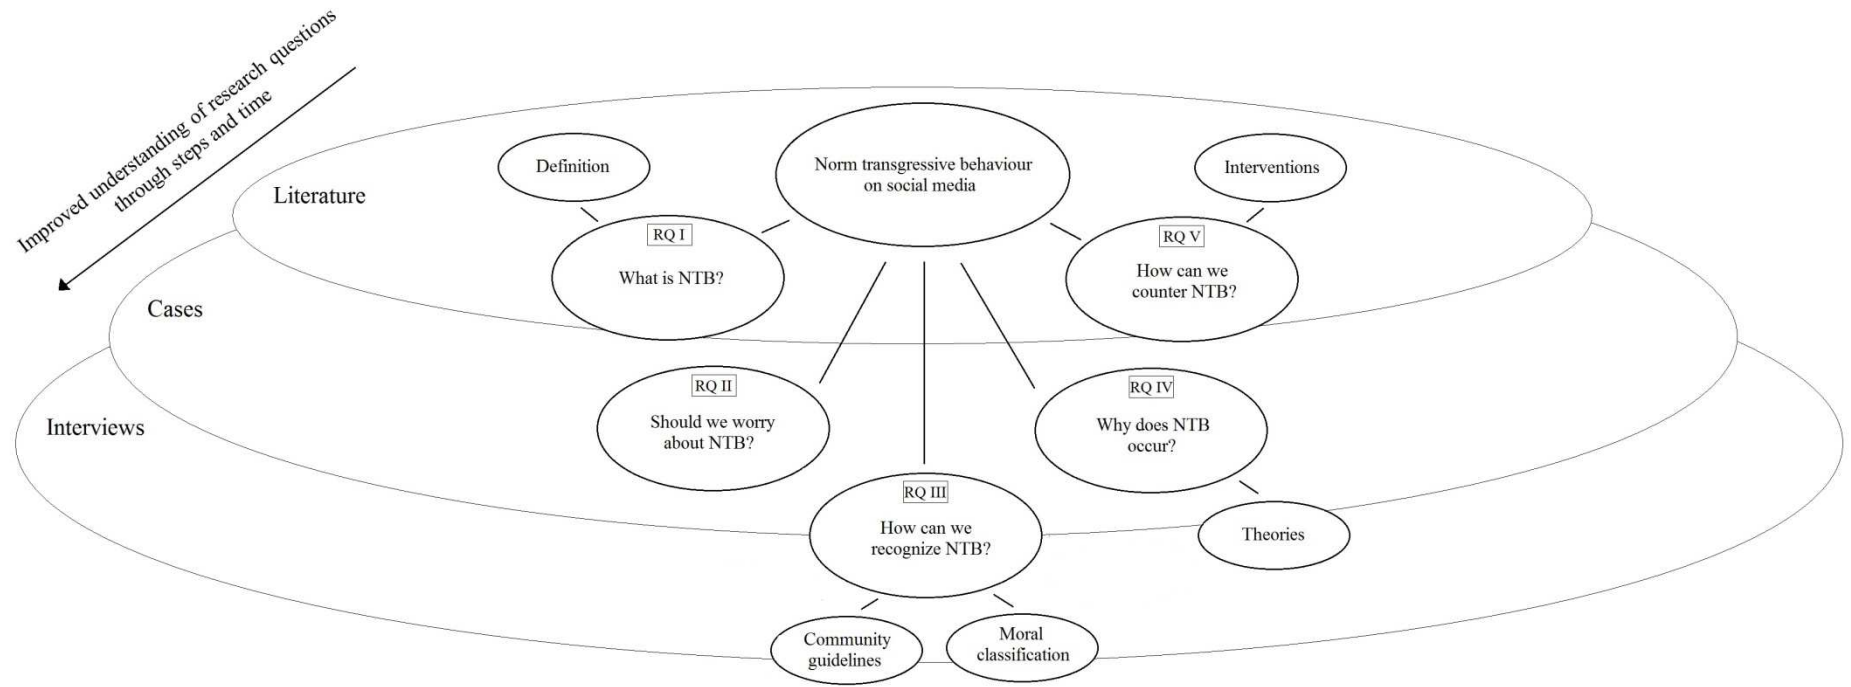 Improved understanding of research questions
through steps and time
Literature
Cases
Interviews
Norm transgressive behaviour
on social media
Definition
RQ I
What is NTB?
RQ II
Should we worry
about NTB?
RQ III
How can we
recognize NTB?
Community
guidelines
Moral
classification
RQ IV
Why does NTB
occur?
Theories
RQ V
How can we
counter NTB?
Interventions